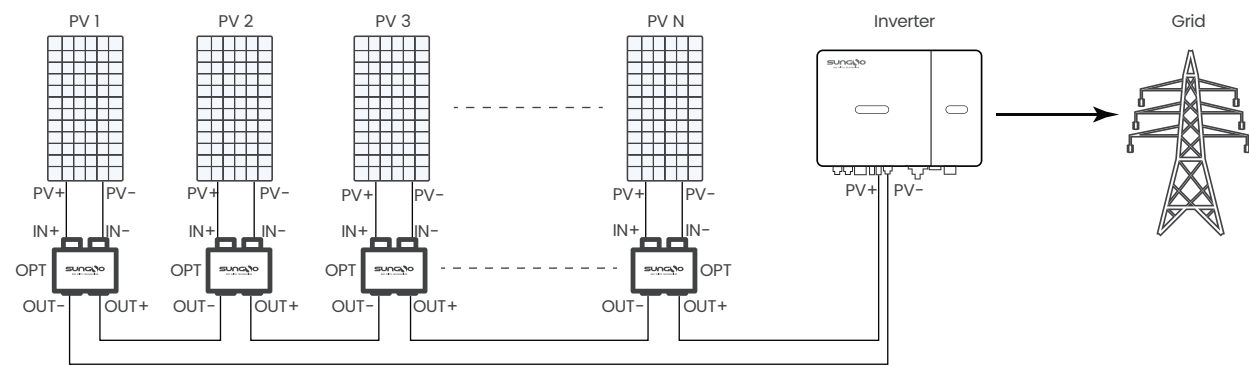 PV 1 PV 2 PV 3 PV N Inverter Grid
PV+ PV- PV+ PV- PV+ PV- PV+ PV- PV+ PV-
IN+ IN- IN+ IN- IN+ IN- IN+ IN-
OPT OPT OPT OPT
OUT- OUT+ OUT- OUT+ OUT- OUT+ OUT- OUT+